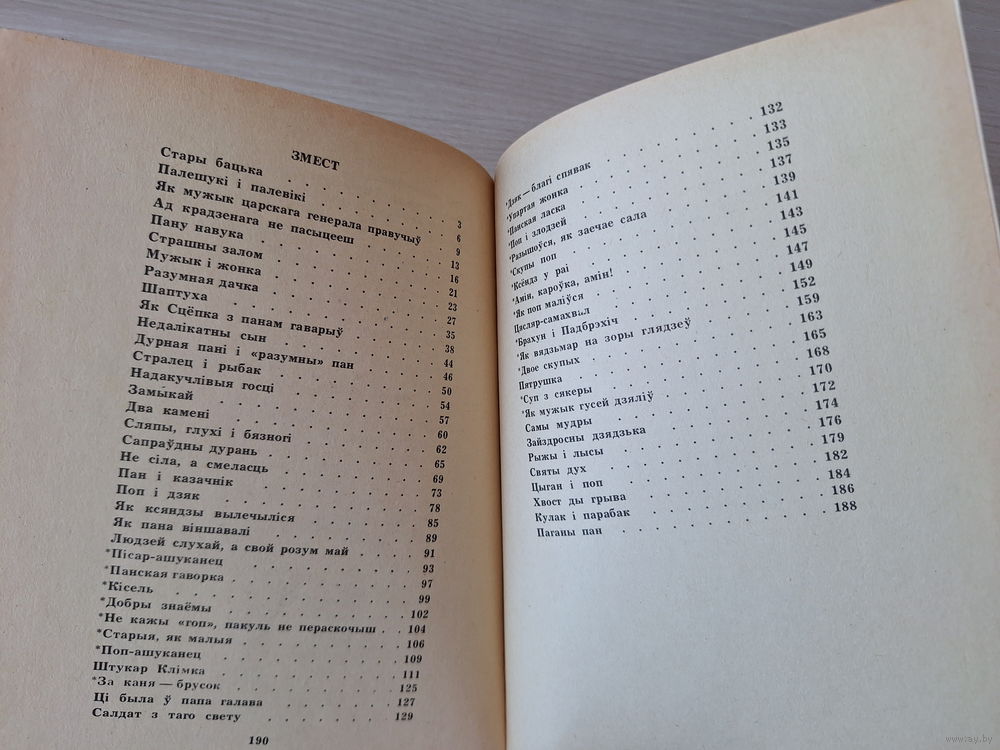 ЗМЕСТ
Стары бацька . . . 3
Палешукі і палевікі . . . 6
Як мужык царскага генерала правучыў . . . 9
Ад крадзенага не пасыцееш . . . 13
Пану навука . . . 16
Страшны залом . . . 21
Мужык і жонка . . . 23
Разумная дачка . . . 27
Шаптуха . . . 35
Як Сцёпка з панам гаварыў . . . 38
Недалікатны сын . . . 44
Дурная пані і «разумны» пан . . . 46
Стралец і рыбак . . . 50
Надакучлівыя госці . . . 54
Замыкай . . . 57
Два камені . . . 60
Сляпы, глухі і бязногі . . . 62
Сапраўдны дурань . . . 65
Не сіла, а смеласць . . . 69
Пан і казачнік . . . 73
Поп і дзяк . . . 78
Як ксяндзы вылечыліся . . . 85
Як пана віншавалі . . . 89
Людзей слухай, а свой розум май . . . 91
*Пісар-ашуканец . . . 93
*Панская гаворка . . . 97
*Кісель . . . 99
*Добры знаёмы . . . 102
*Не кажы «гоп», пакуль не пераскочыш . . 104
*Старыя, як малыя . . . 106
*Поп-ашуканец . . . 109
Штукар Клімка . . . 111
*За каня — брусок . . . 125
Ці была ў папа галава . . . 127
Салдат з таго свету . . . 129
190
*Дзяк — благі спявак . . . 132
*Упартая жонка . . . 133
*Панская ласка . . . 135
*Поп і злодзей . . . 137
*Разышоўся, як заечае сала . . . 139
*Скупы поп . . . 141
*Ксёндз у раі . . . 143
*Амін, кароўка, амін! . . . 145
*Як поп маліўся . . . 147
Цясляр-самахвал . . . 149
*Брахун і Падбрэхіч . . . 152
*Як вядзьмар на зоры глядзеў . . . 159
*Двое скупых . . . 163
Пятрушка . . . 165
*Суп з сякеры . . . 168
*Як мужык гусей дзяліў . . . 170
Самы мудры . . . 172
Зайздросны дзядзька . . . 174
Рыжы і лысы . . . 176
Святы дух . . . 179
Цыган і поп . . . 182
Хвост ды грыва . . . 184
Кулак і парабак . . . 186
Паганы пан . . . 188
www.ay.by